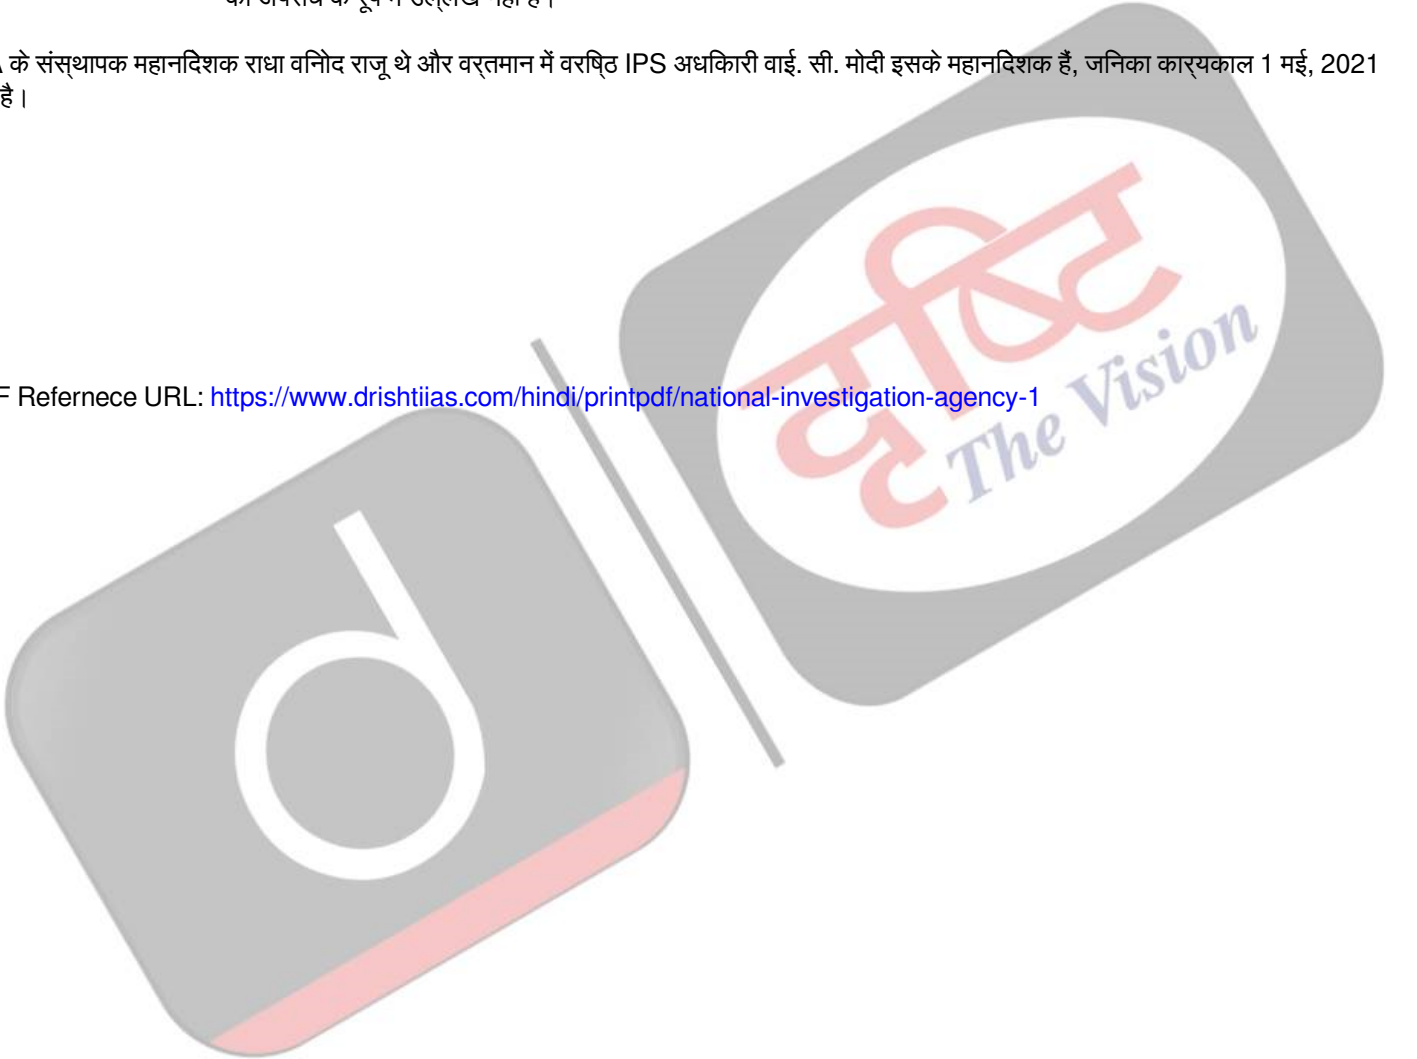 के संस्थापक महानिदेशक राधा विनोद राजू थे और वर्तमान में वरिष्ठ IPS अधिकारी वाई. सी. मोदी इसके महानिदेशक हैं, जिनका कार्यकाल 1 मई, 2021
है।
F Refernece URL: https://www.drishtiias.com/hindi/printpdf/national-investigation-agency-1
दृष्टि
The Vision
d